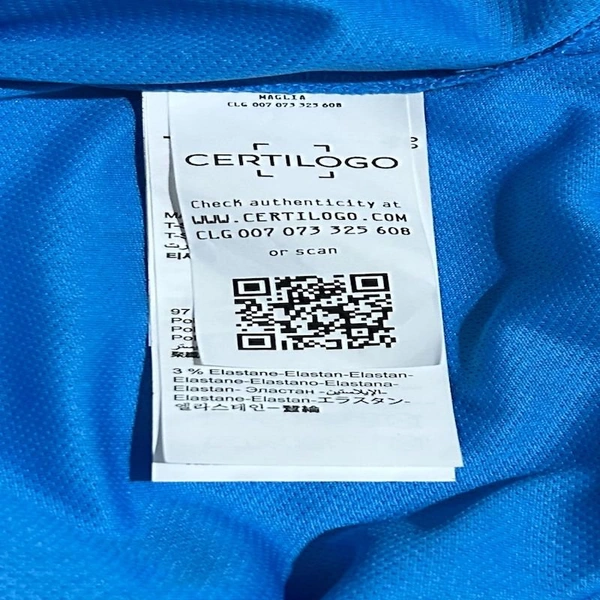 MAGLIA
CLG 007 073 325 608
CERTILOGO
Check authenticity at
WWW.CERTILOGO.COM
CLG 007 073 325 608
or scan
97
3 % Elastane-Elastan-Elastan-
Elastane-Elastano-Elastana-
Elastan- Эластан -الإيلاستين-
Elastane-Elastan-エラスタン-
엘라스테인-